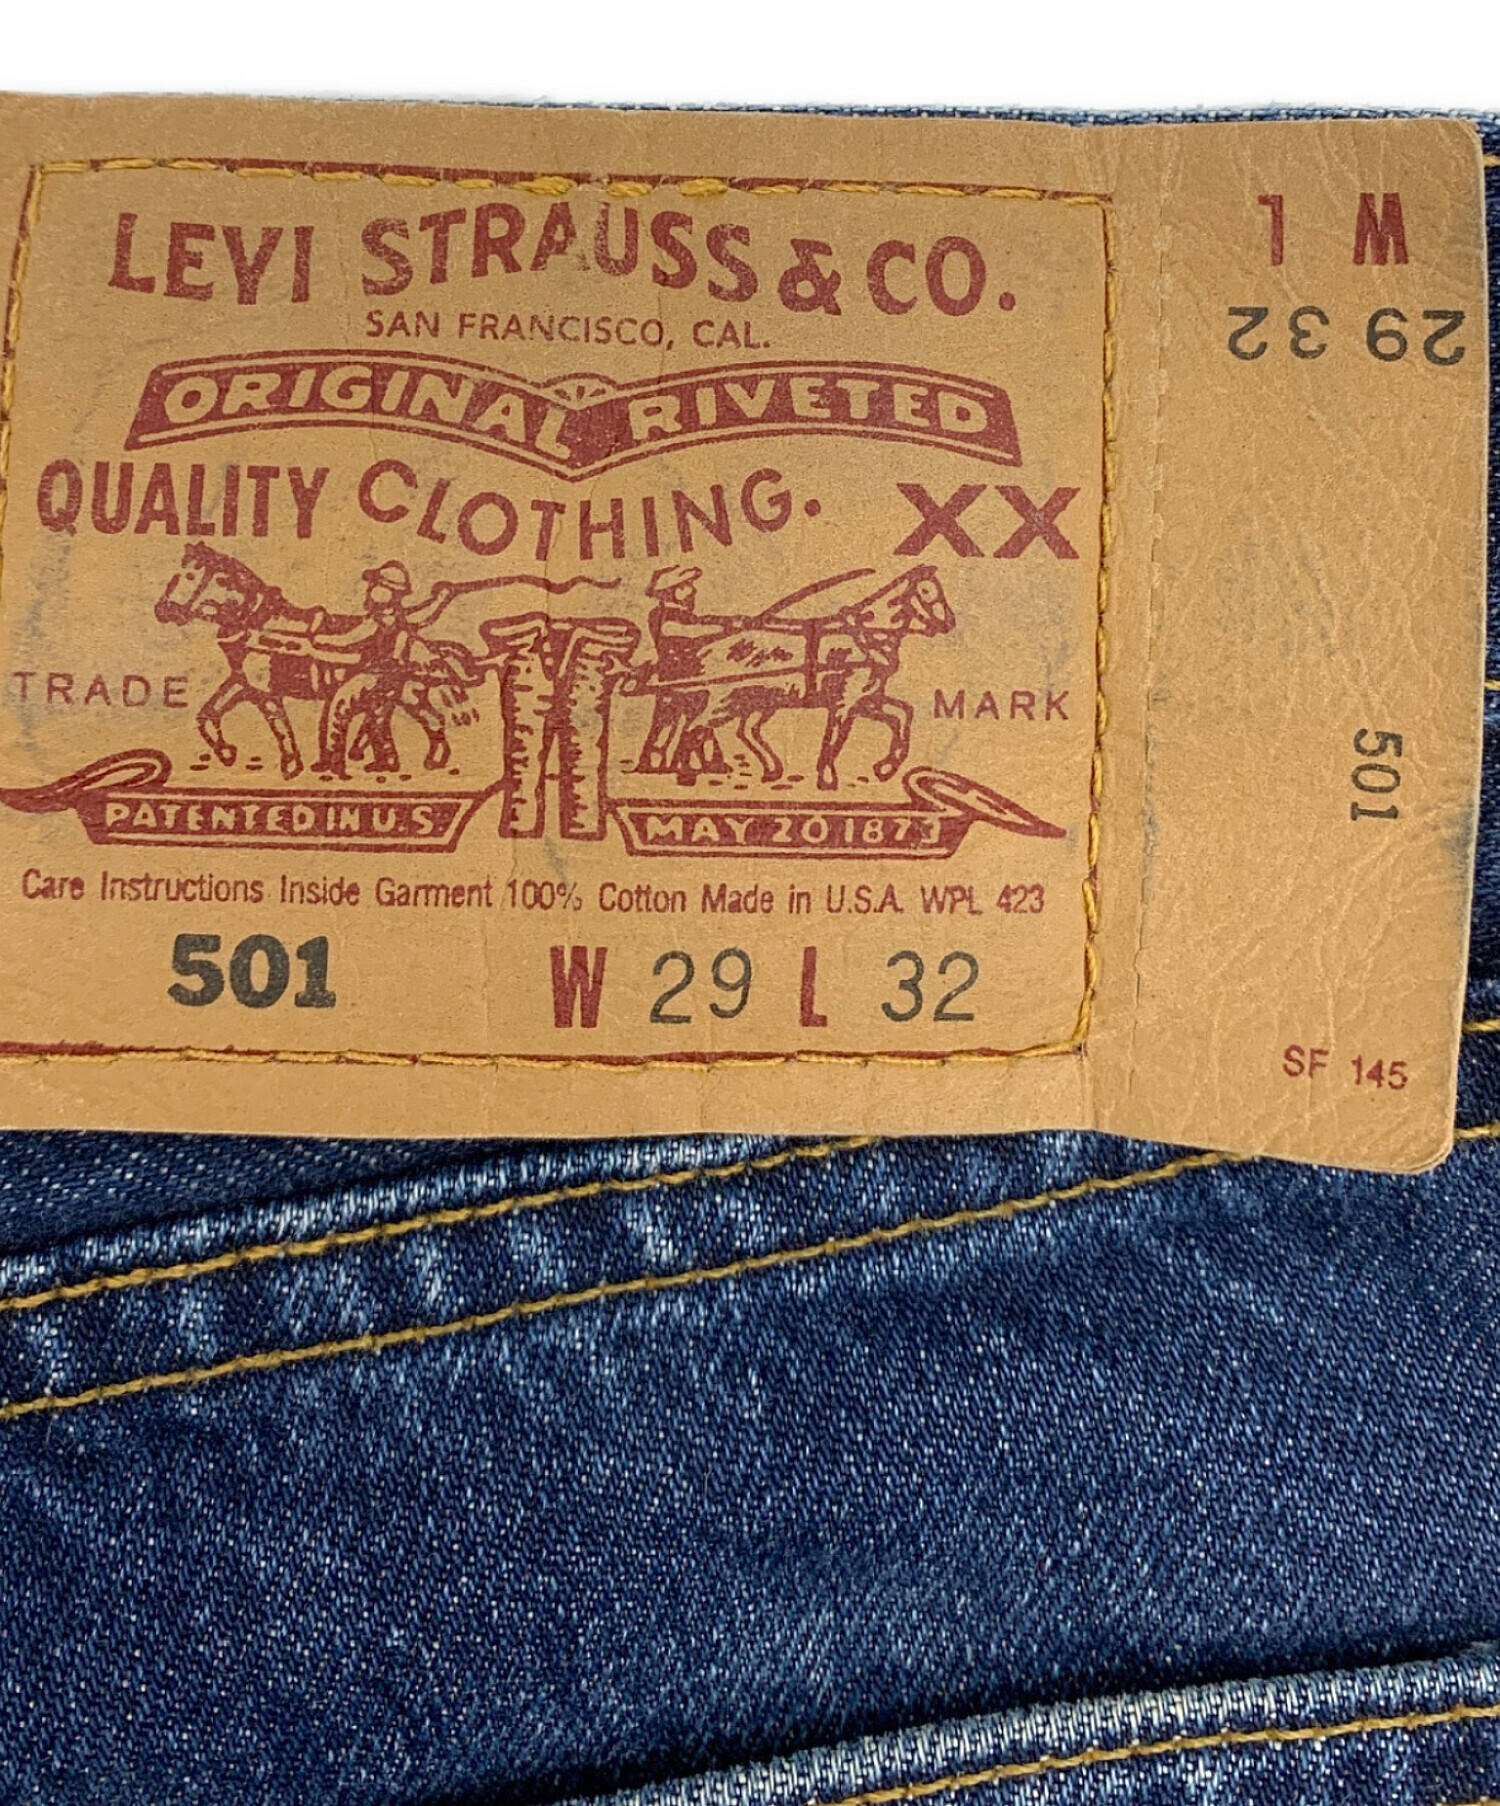 LEVI STRAUSS & CO.
SAN FRANCISCO, CAL.
ORIGINAL RIVETED
QUALITY CLOTHING. XX
TRADE MARK
PATENTED IN U.S. MAY 20 1873
Care Instructions Inside Garment 100% Cotton Made in U.S.A. WPL 423
501 W 29 L 32
W L
29 32
501
SF 145